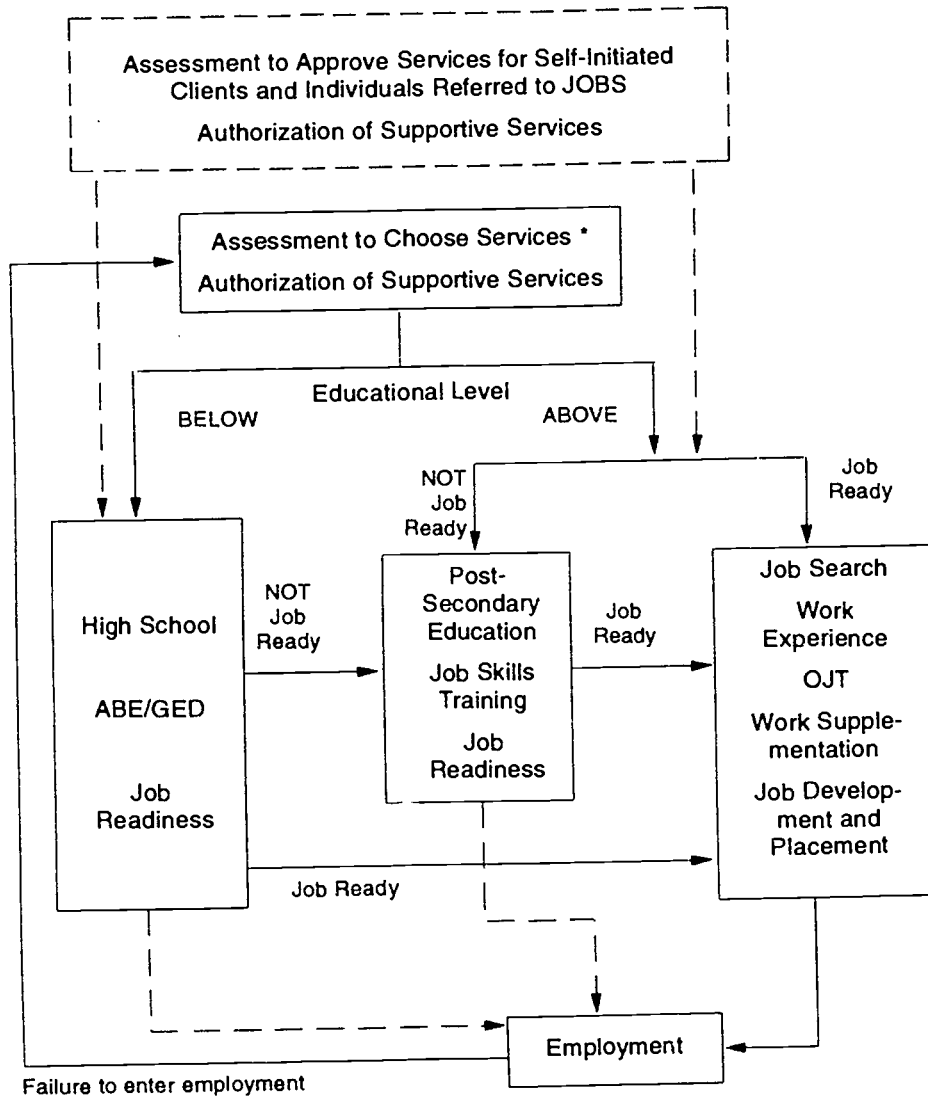 Assessment to Approve Services for Self-Initiated
Clients and Individuals Referred to JOBS
Authorization of Supportive Services
Assessment to Choose Services *
Authorization of Supportive Services
Educational Level
BELOW
ABOVE
NOT
Job
Ready
Job
Ready
High School
ABE/GED
Job
Readiness
NOT
Job
Ready
Post-
Secondary
Education
Job Skills
Training
Job
Readiness
Job
Ready
Job Search
Work
Experience
OJT
Work Supple-
mentation
Job Develop-
ment and
Placement
Job Ready
Employment
Failure to enter employment